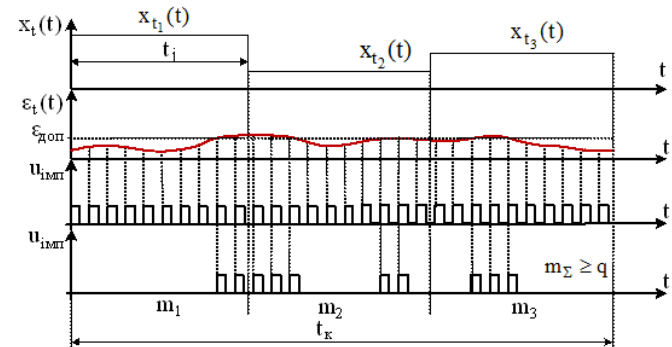 x_t(t) x_{t_1}(t) x_{t_2}(t) x_{t_3}(t)
t_i t
ε_t(t)
ε_доп
t
u_імп
t
u_імп
m_Σ ≥ q
t
m_1 m_2 m_3
t_к